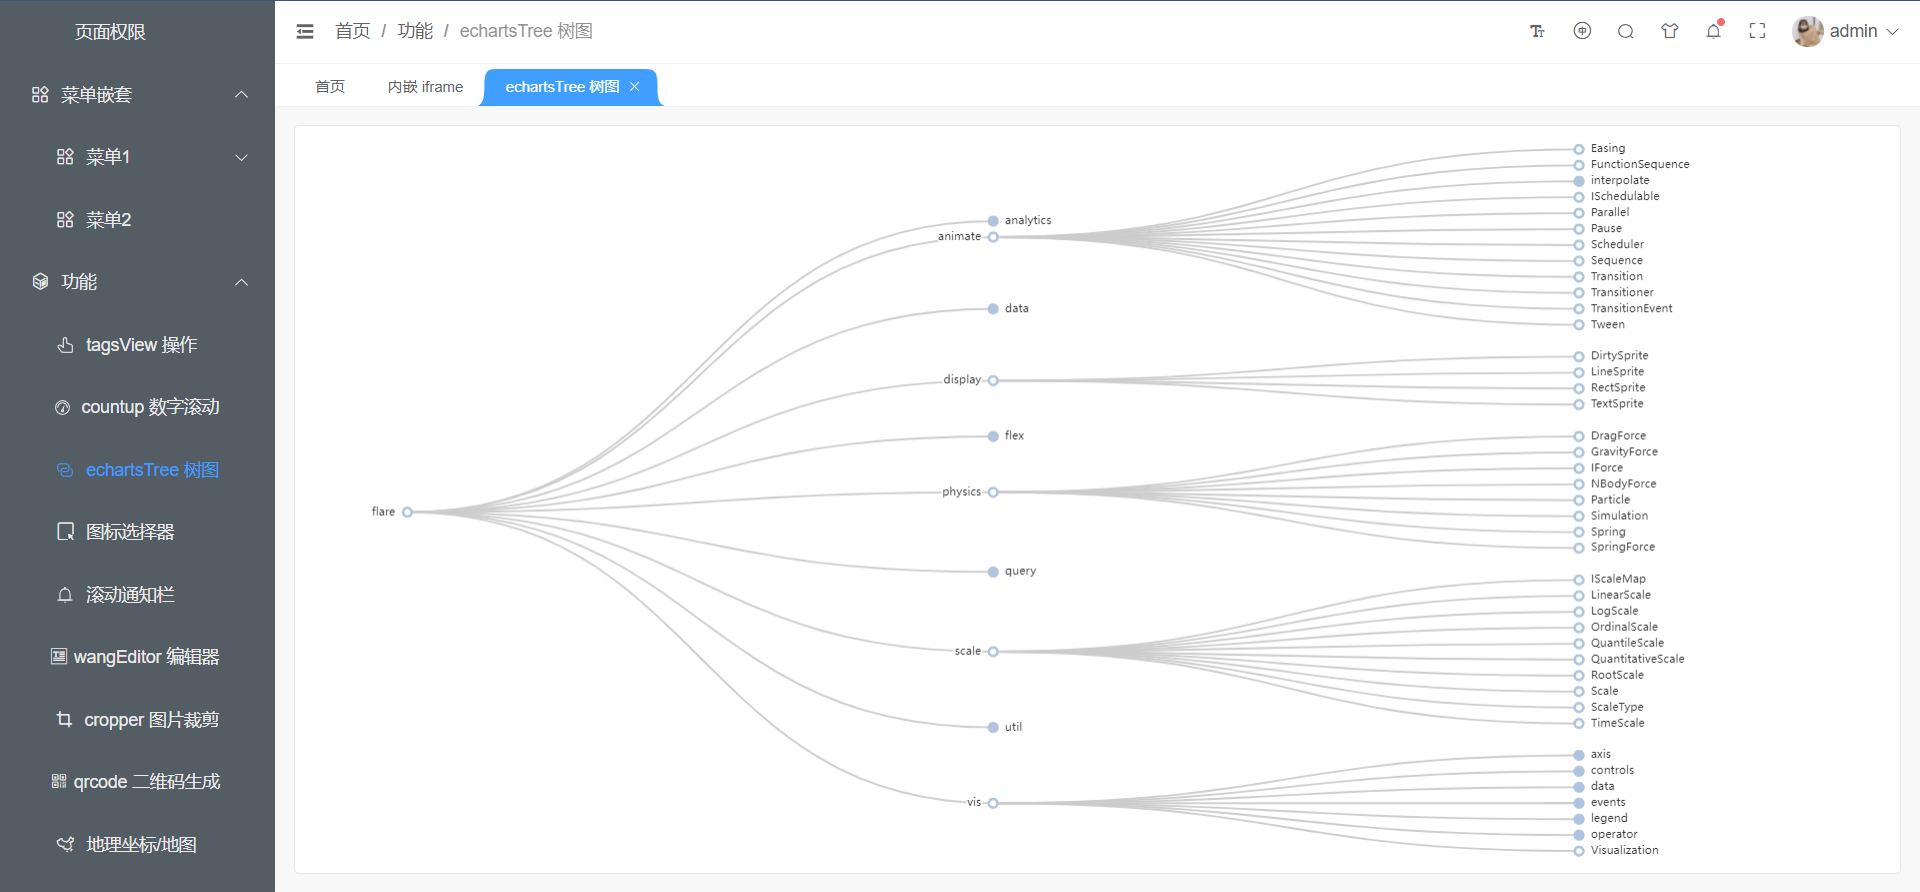 页面权限
菜单嵌套
菜单1
菜单2
功能
tagsView 操作
countup 数字滚动
echartsTree 树图
图标选择器
滚动通知栏
wangEditor 编辑器
cropper 图片裁剪
qrcode 二维码生成
地理坐标/地图
首页 / 功能 / echartsTree 树图
admin
首页 内嵌 iframe echartsTree 树图
flare
analytics
animate
data
display
flex
physics
query
scale
util
vis
Easing
FunctionSequence
interpolate
ISchedulable
Parallel
Pause
Scheduler
Sequence
Transition
Transitioner
TransitionEvent
Tween
DirtySprite
LineSprite
RectSprite
TextSprite
DragForce
GravityForce
IForce
NBodyForce
Particle
Simulation
Spring
SpringForce
IScaleMap
LinearScale
LogScale
OrdinalScale
QuantileScale
QuantitativeScale
RootScale
Scale
ScaleType
TimeScale
axis
controls
data
events
legend
operator
Visualization